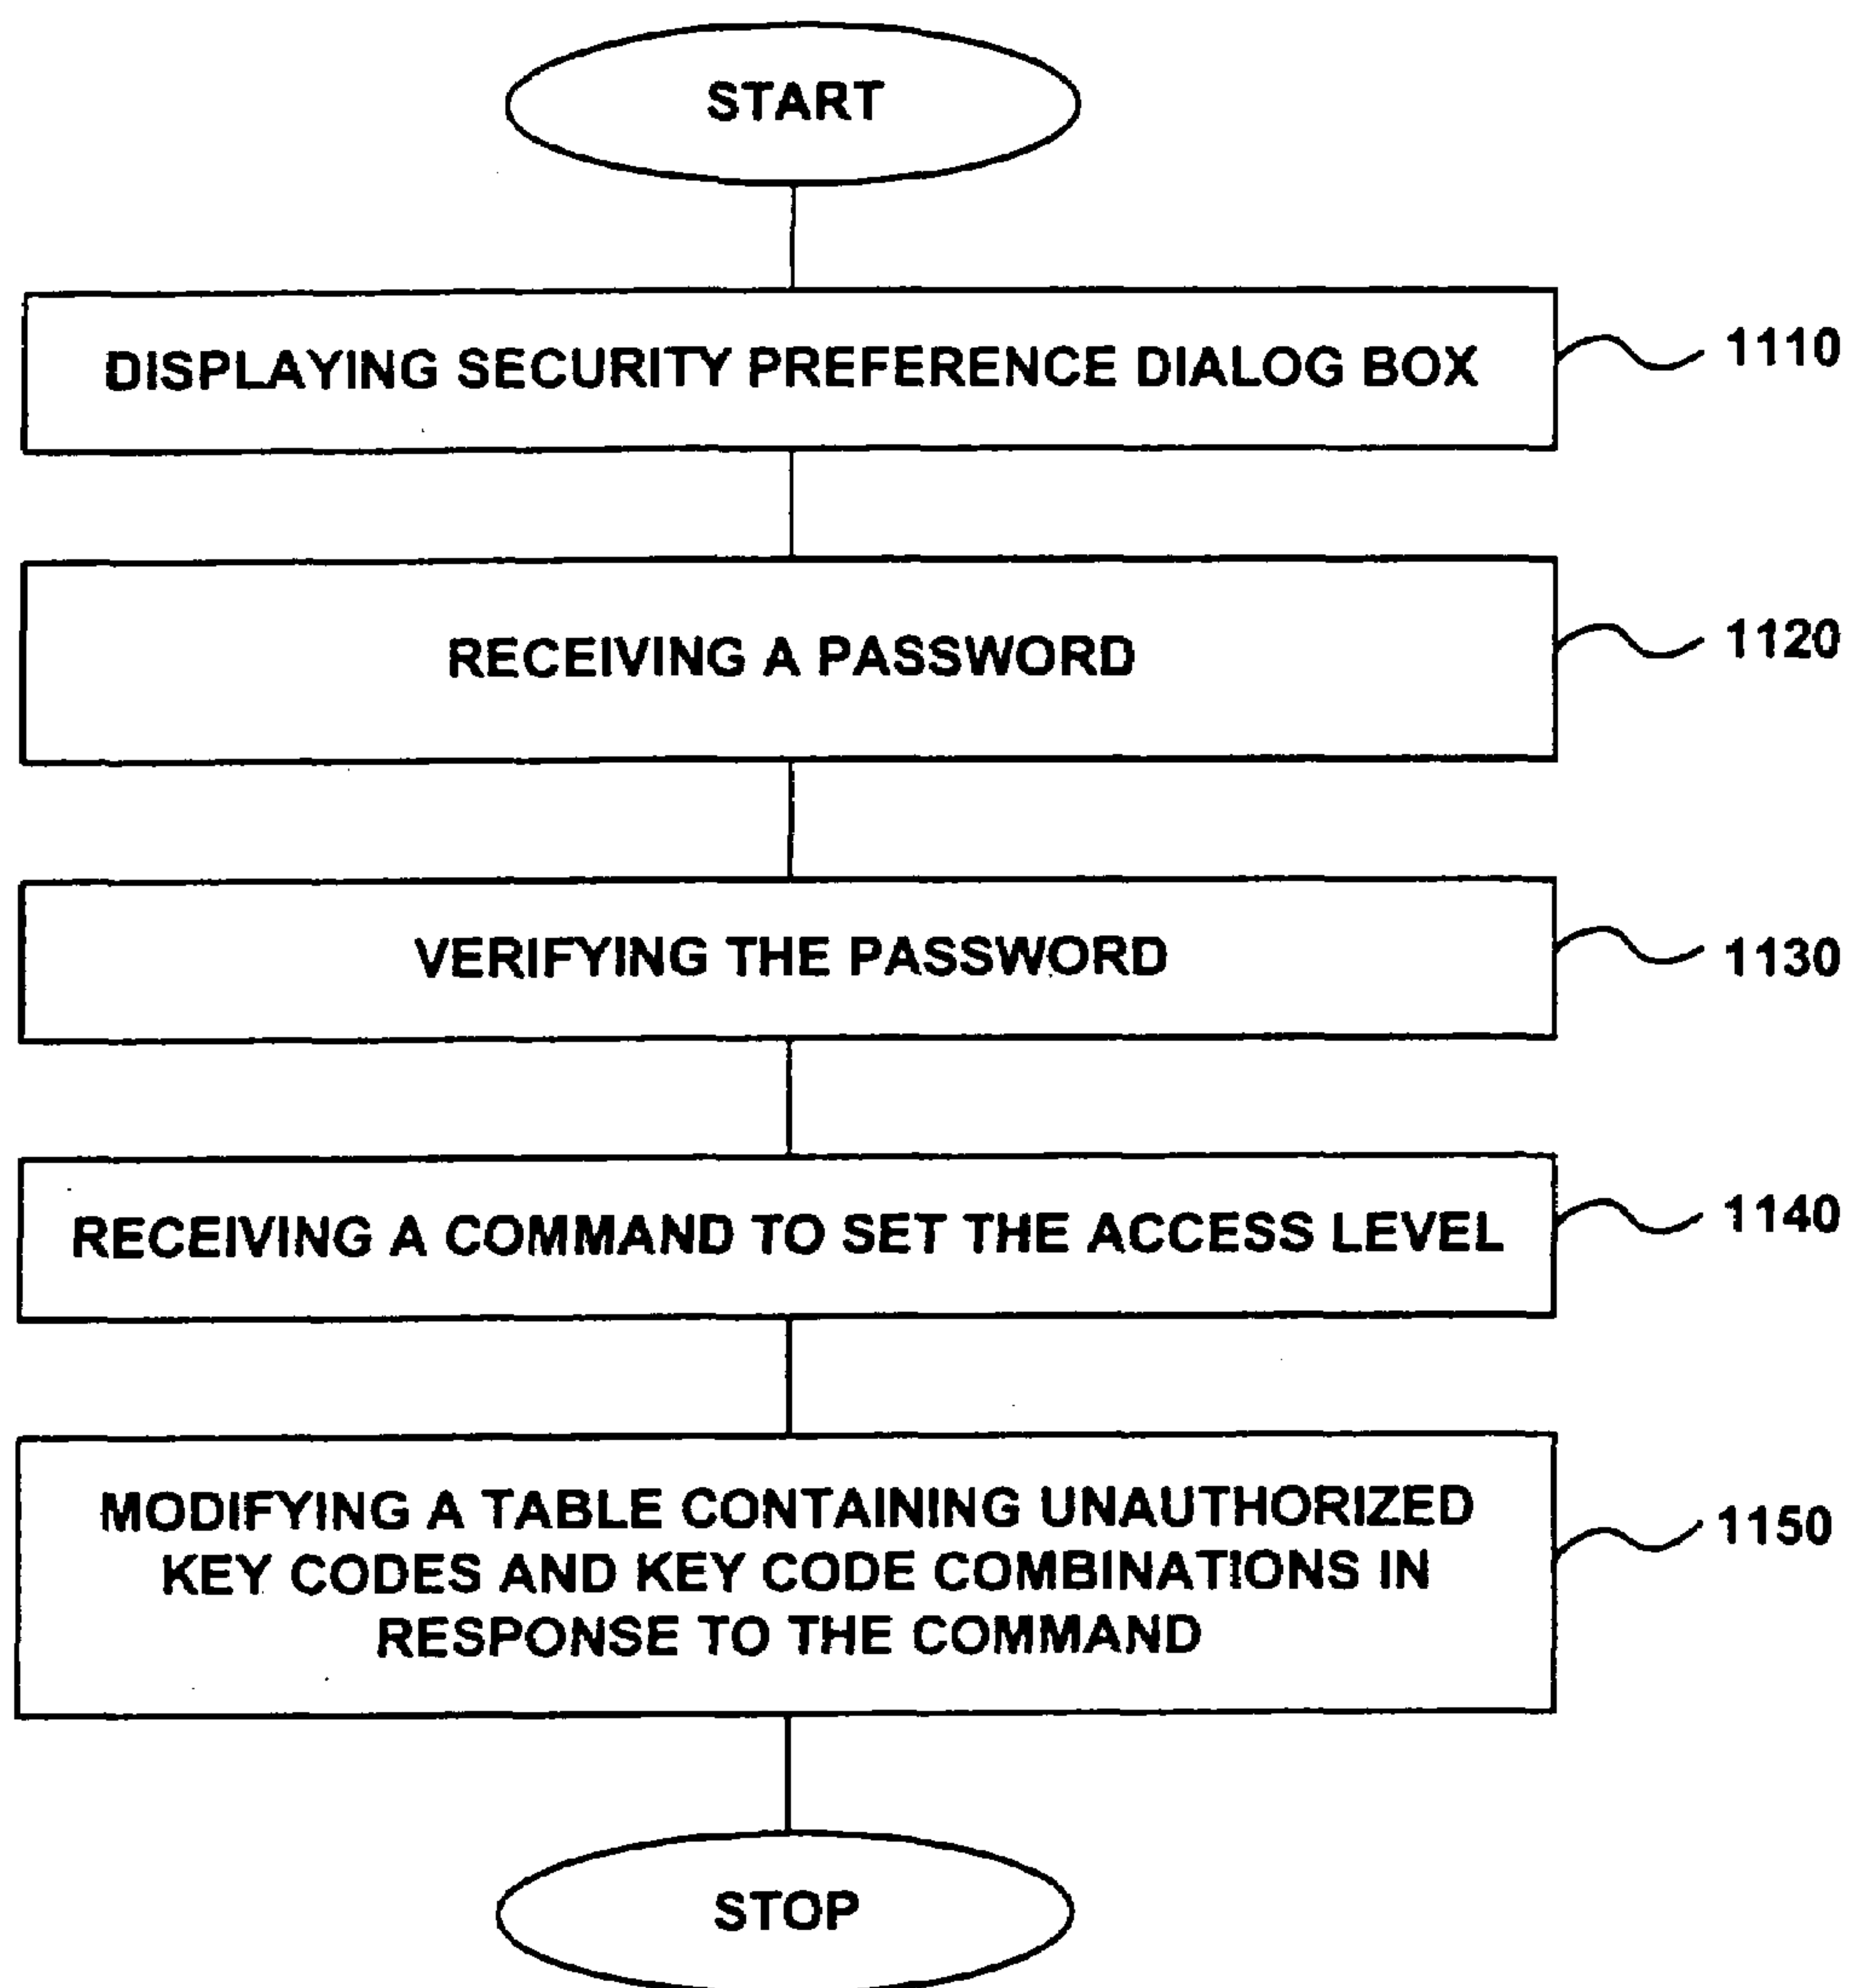 START
DISPLAYING SECURITY PREFERENCE DIALOG BOX
1110
RECEIVING A PASSWORD
1120
VERIFYING THE PASSWORD
1130
RECEIVING A COMMAND TO SET THE ACCESS LEVEL
1140
MODIFYING A TABLE CONTAINING UNAUTHORIZED
KEY CODES AND KEY CODE COMBINATIONS IN
RESPONSE TO THE COMMAND
1150
STOP